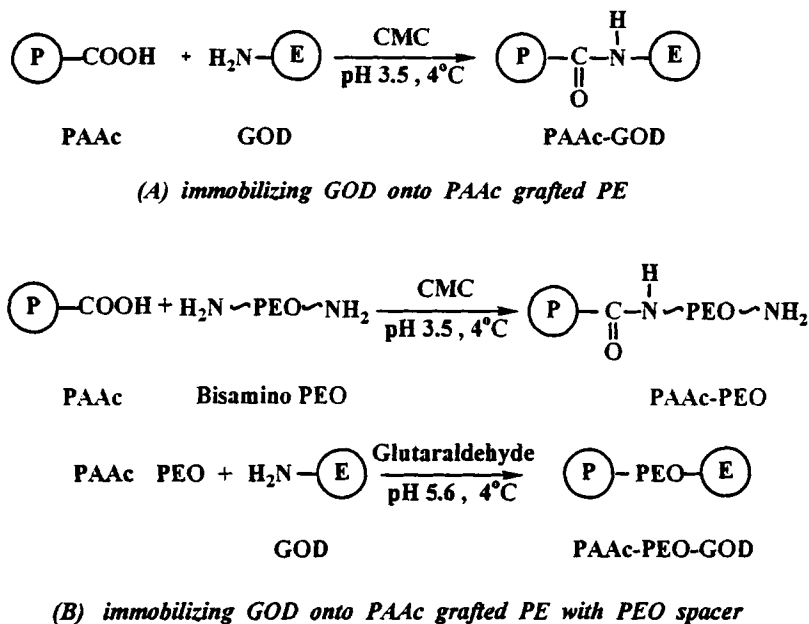 P COOH + H₂N E CMC P C N H E
pH 3.5 , 4°C
O
PAAc GOD PAAc-GOD
(A) immobilizing GOD onto PAAc grafted PE
H
P COOH + H₂N~PEO~NH₂ CMC P C N~PEO~NH₂
pH 3.5 , 4°C
O
PAAc Bisamino PEO PAAc-PEO
PAAc PEO + H₂N E Glutaraldehyde P PEO E
pH 5.6 , 4°C
GOD PAAc-PEO-GOD
(B) immobilizing GOD onto PAAc grafted PE with PEO spacer